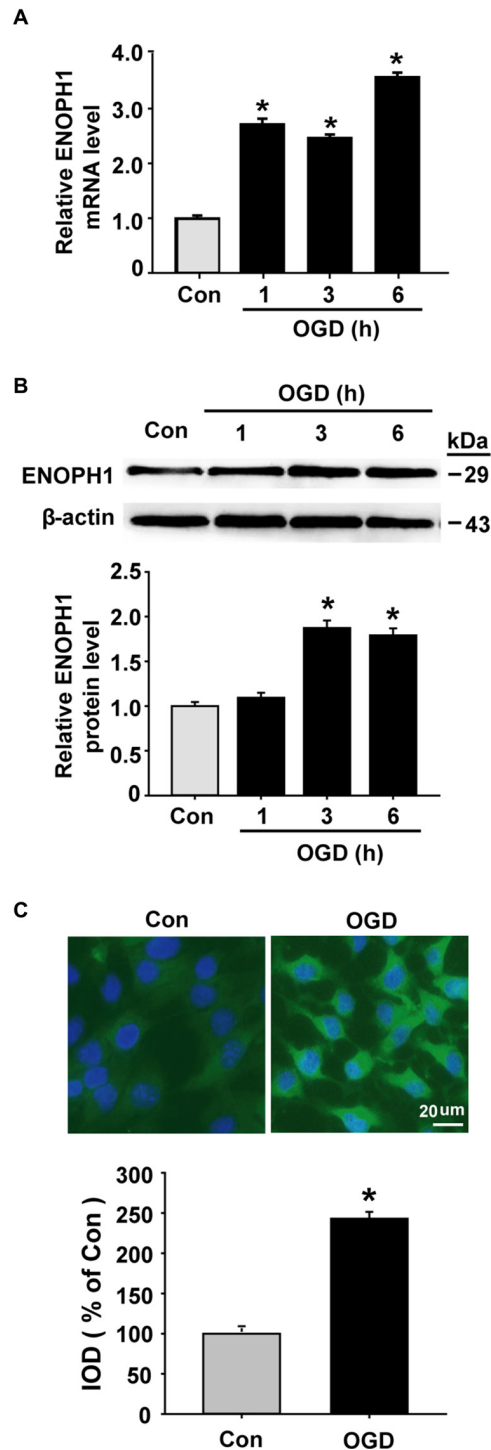 A
Relative ENOPH1
mRNA level
4.0
3.0
2.0
1.0
0
*
*
*
Con
1 3 6
OGD (h)
B
OGD (h)
Con 1 3 6 kDa
ENOPH1 –29
β-actin –43
Relative ENOPH1
protein level
2.5
2.0
1.5
1.0
0.5
0
*
*
Con
1 3 6
OGD (h)
C
Con OGD
20um
IOD ( % of Con)
300
250
200
150
100
50
0
*
Con OGD